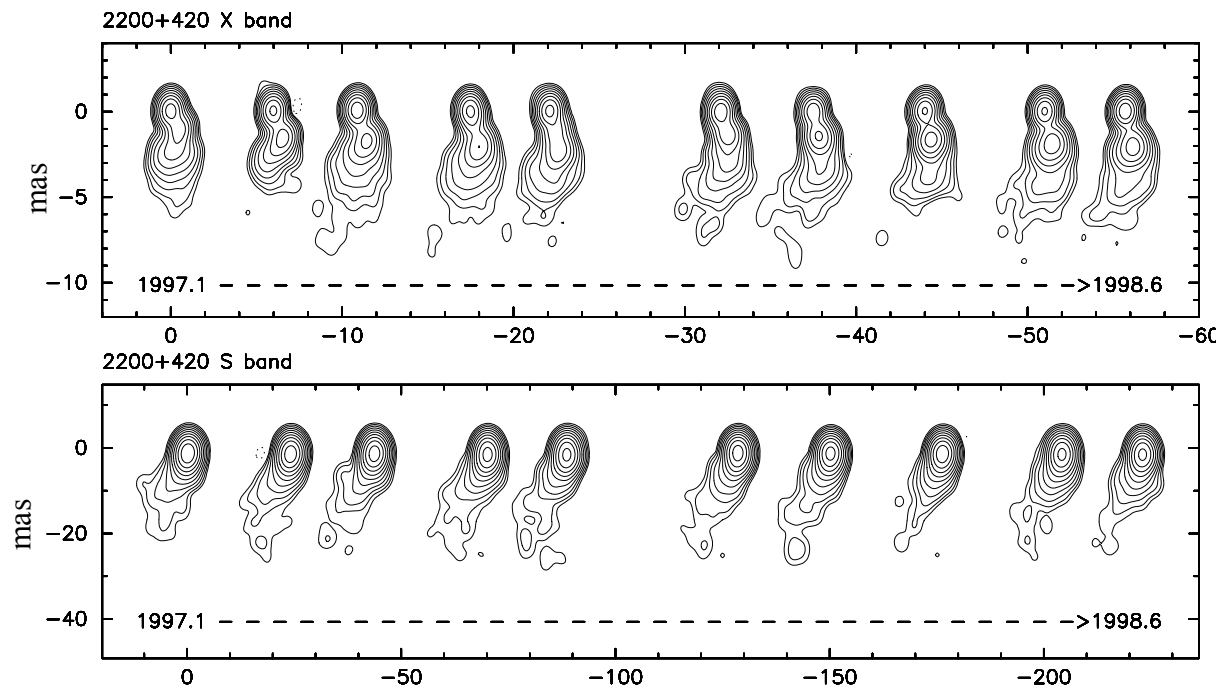 2200+420 X band
0
−5
−10
mas
1997.1 − − − − − − − − − − − − − − − − − − − − − − − − − − − − − − − − − − − − − − >1998.6
0 −10 −20 −30 −40 −50 −60
2200+420 S band
0
−20
−40
mas
1997.1 − − − − − − − − − − − − − − − − − − − − − − − − − − − − − − − − − − − − − − >1998.6
0 −50 −100 −150 −200